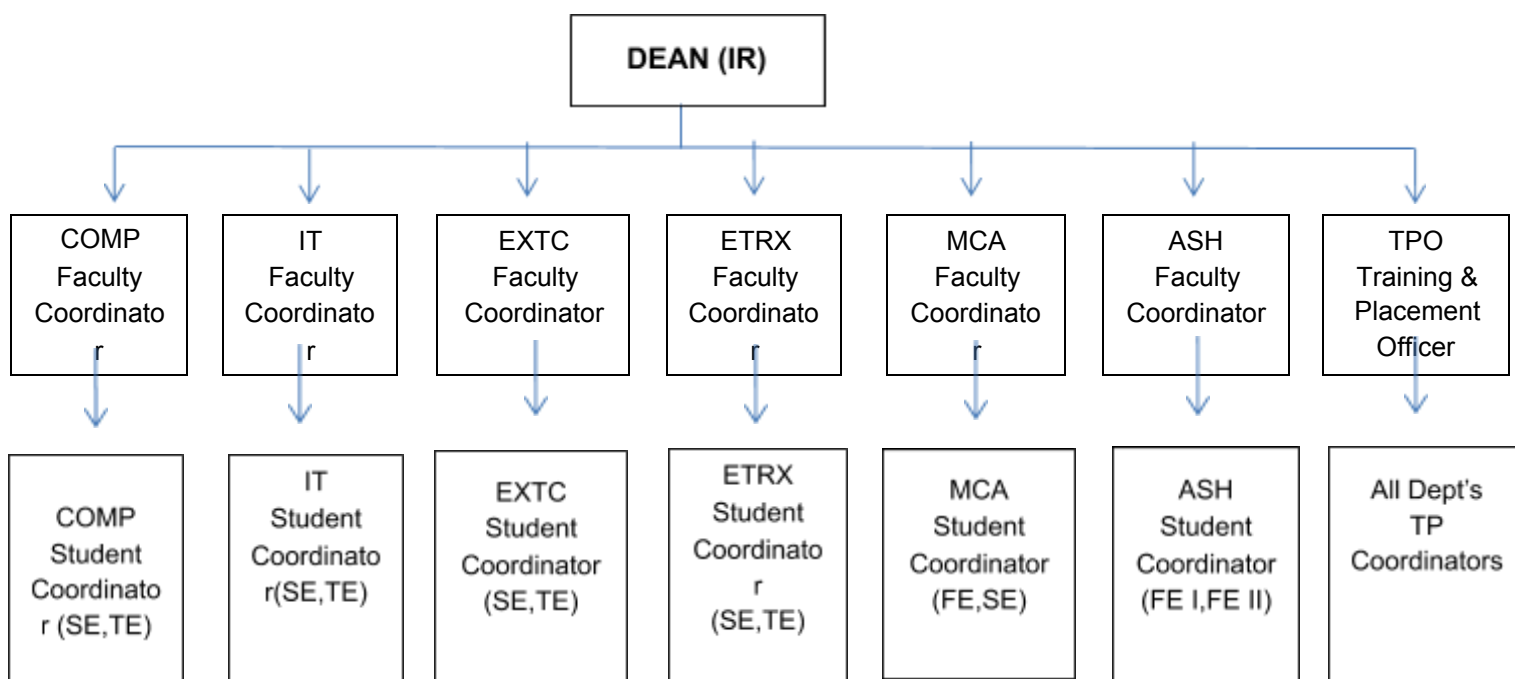 DEAN (IR)
COMP
Faculty
Coordinato
r
IT
Faculty
Coordinato
r
EXTC
Faculty
Coordinator
ETRX
Faculty
Coordinato
r
MCA
Faculty
Coordinato
r
ASH
Faculty
Coordinator
TPO
Training &
Placement
Officer
COMP
Student
Coordinato
r (SE,TE)
IT
Student
Coordinato
r(SE,TE)
EXTC
Student
Coordinator
(SE,TE)
ETRX
Student
Coordinato
r
(SE,TE)
MCA
Student
Coordinator
(FE,SE)
ASH
Student
Coordinator
(FE I,FE II)
All Dept’s
TP
Coordinators